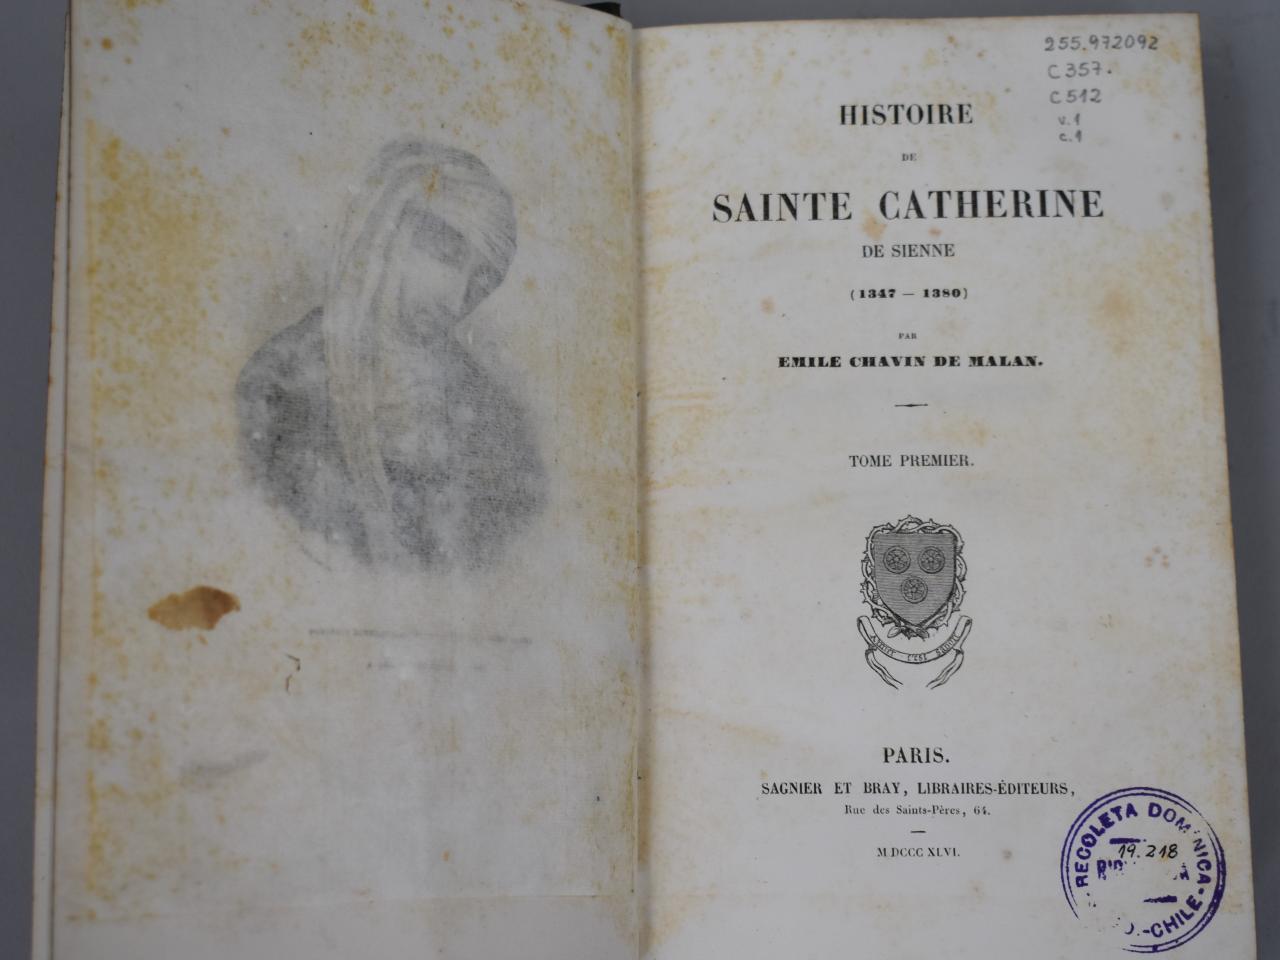 255.972092
C357.
C512
v.1
c.1
HISTOIRE
DE
SAINTE CATHERINE
DE SIENNE
(1347 — 1380)
PAR
EMILE CHAVIN DE MALAN.
TOME PREMIER.
PARIS.
SAGNIER ET BRAY, LIBRAIRES-ÉDITEURS,
Rue des Saints-Pères, 64.
M DCCC XLVI.
RECOLETA DOMINICA
19.218
CHILE